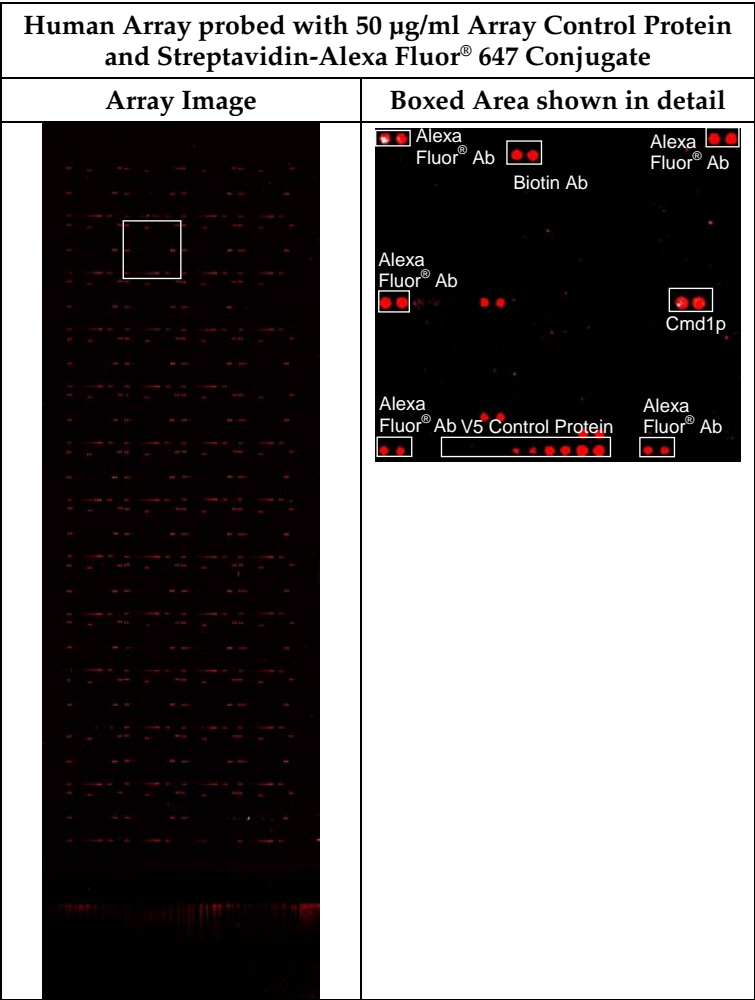 Human Array probed with 50 µg/ml Array Control Protein
and Streptavidin-Alexa Fluor® 647 Conjugate
Array Image
Boxed Area shown in detail
Alexa
Fluor® Ab
Biotin Ab
Alexa
Fluor® Ab
Alexa
Fluor® Ab
Cmd1p
Alexa
Fluor® Ab
V5 Control Protein
Alexa
Fluor® Ab